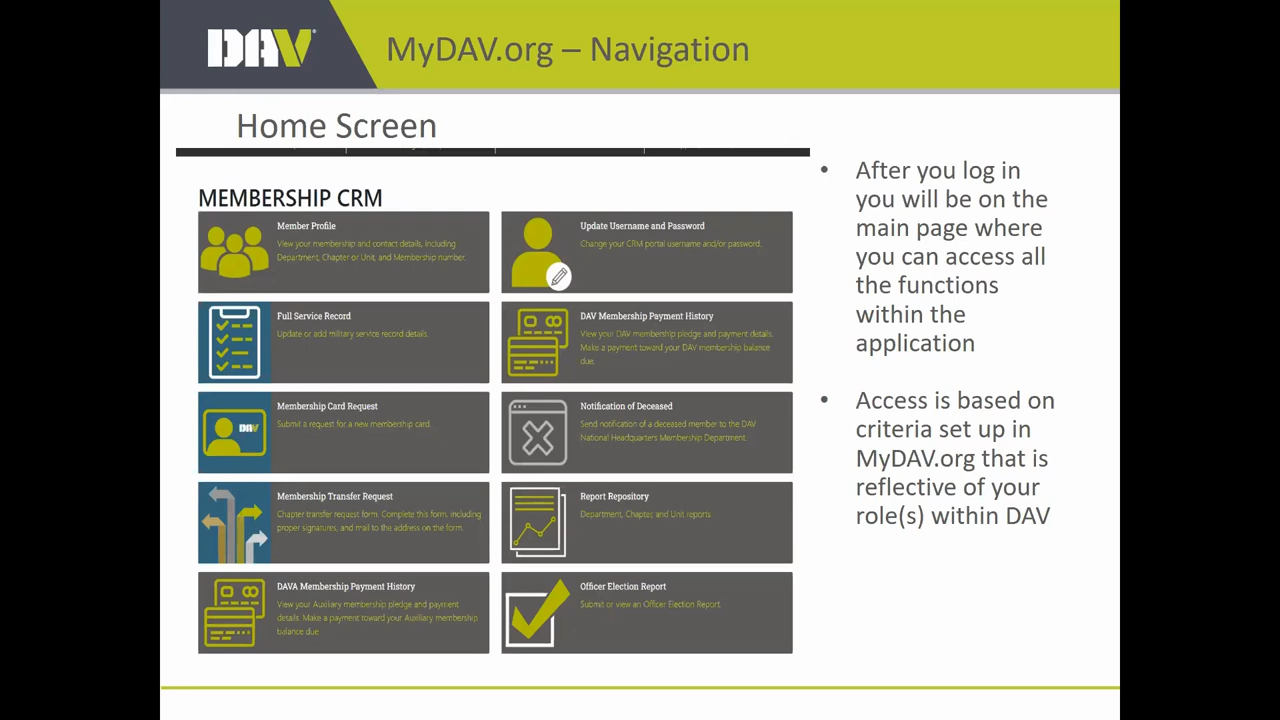 DAV
MyDAV.org – Navigation
Home Screen
MEMBERSHIP CRM
Member Profile
View your membership and contact details, including
Department, Chapter or Unit, and Membership number.
Update Username and Password
Change your CRM portal username and/or password.
Full Service Record
Update or add military service record details.
DAV Membership Payment History
View your DAV membership pledge and payment details.
Make a payment toward your DAV membership balance
due.
Membership Card Request
Submit a request for a new membership card.
DAV
Notification of Deceased
Send notification of a deceased member to the DAV
National Headquarters Membership Department.
Membership Transfer Request
Chapter transfer request form. Complete this form, including
proper signatures, and mail to the address on the form.
Report Repository
Department, Chapter, and Unit reports
DAVA Membership Payment History
View your Auxiliary membership pledge and payment
details. Make a payment toward your Auxiliary membership
balance due
Officer Election Report
Submit or view an Officer Election Report
• After you log in
you will be on the
main page where
you can access all
the functions
within the
application
• Access is based on
criteria set up in
MyDAV.org that is
reflective of your
role(s) within DAV